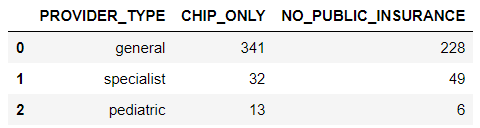 PROVIDER_TYPE CHIP_ONLY NO_PUBLIC_INSURANCE
0 general 341 228
1 specialist 32 49
2 pediatric 13 6